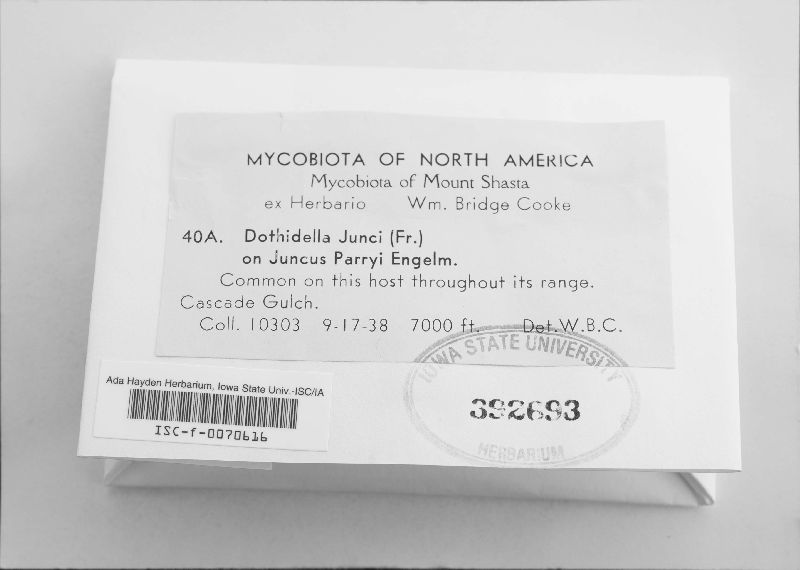 MYCOBIOTA OF NORTH AMERICA
Mycobiota of Mount Shasta
ex Herbario Wm. Bridge Cooke
40A. Dothidella Junci (Fr.)
on Juncus Parryi Engelm.
Common on this host throughout its range.
Cascade Gulch.
Coll. 10303 9-17-38 7000 ft. Det. W.B.C.
IOWA STATE UNIVERSITY
392693
HERBARIUM
Ada Hayden Herbarium, Iowa State Univ.-ISC/IA
ISC-f-0070616